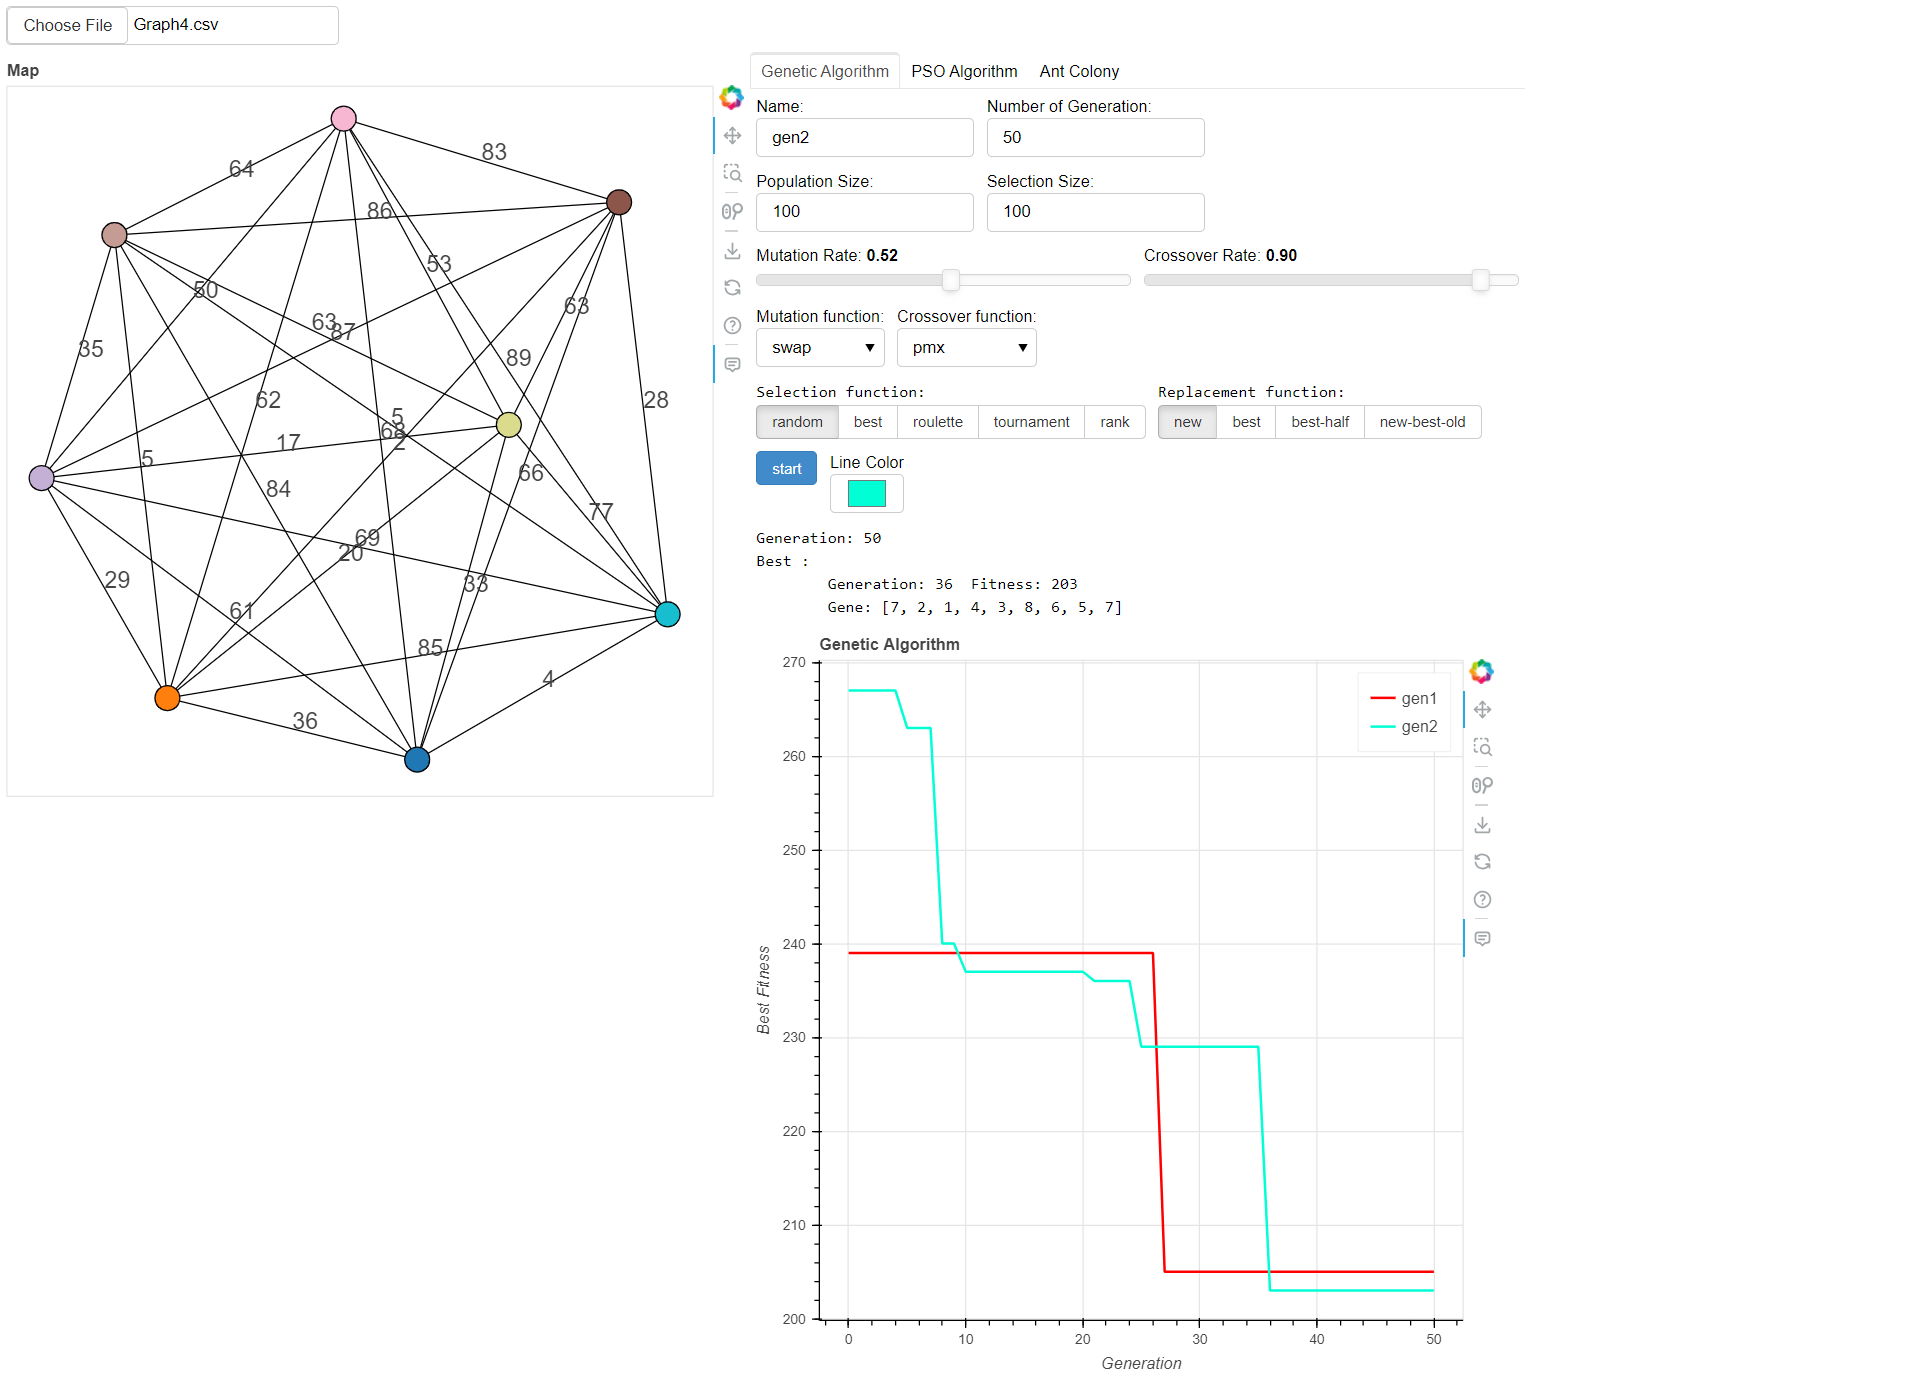 Choose File Graph4.csv
Map
Genetic Algorithm PSO Algorithm Ant Colony
Name: Number of Generation:
gen2 50
Population Size: Selection Size:
100 100
Mutation Rate: 0.52 Crossover Rate: 0.90
Mutation function: Crossover function:
swap pmx
Selection function: Replacement function:
random best roulette tournament rank new best best-half new-best-old
start Line Color
Generation: 50
Best :
Generation: 36 Fitness: 203
Gene: [7, 2, 1, 4, 3, 8, 6, 5, 7]
83
64
86
53
50
63
63
87
35
89
62
28
5
68
2
17
5
66
84
77
69
20
29
33
61
85
4
36
Genetic Algorithm
gen1
gen2
270
260
250
240
230
220
210
200
Best Fitness
0 10 20 30 40 50
Generation